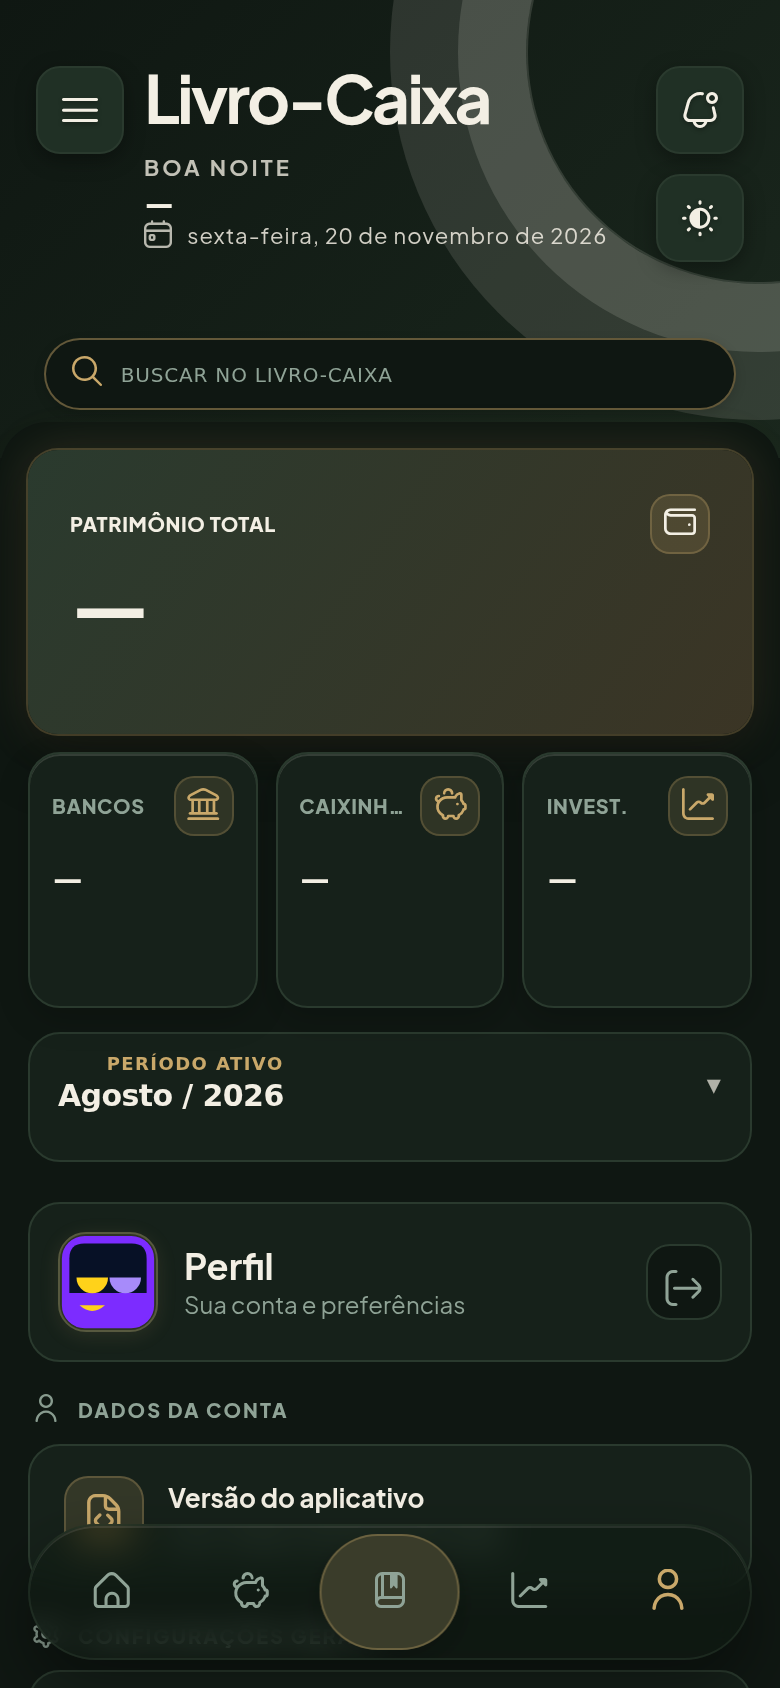 Livro-Caixa
BOA NOITE
—
sexta-feira, 20 de novembro de 2026
BUSCAR NO LIVRO-CAIXA
PATRIMÔNIO TOTAL
—
BANCOS
—
CAIXINH…
—
INVEST.
—
PERÍODO ATIVO
Agosto / 2026
Perfil
Sua conta e preferências
DADOS DA CONTA
Versão do aplicativo